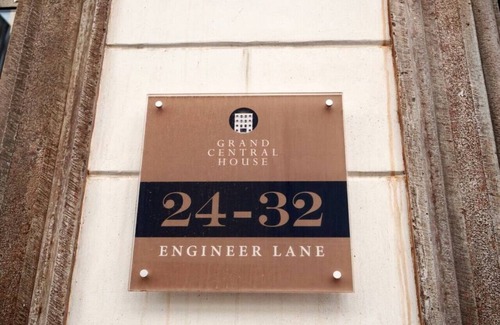 GRAND
CENTRAL
HOUSE
24-32
ENGINEER LANE